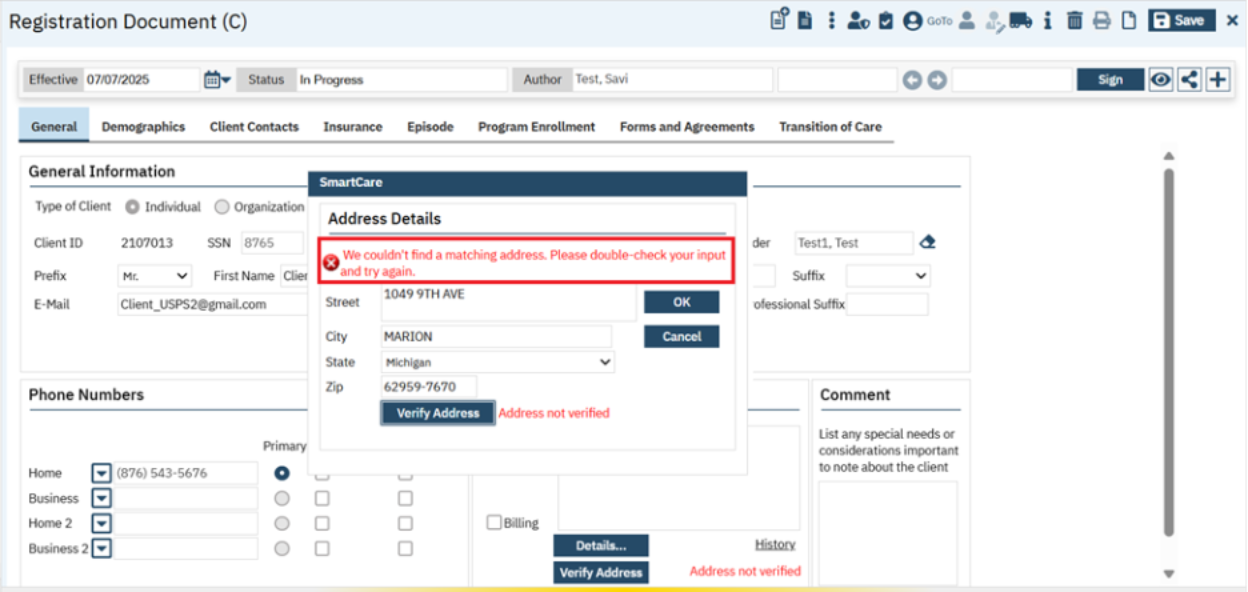 Registration Document (C)
GoTo
Save
Effective 07/07/2025 Status In Progress Author Test, Savi Sign
General Demographics Client Contacts Insurance Episode Program Enrollment Forms and Agreements Transition of Care
General Information
Type of Client Individual Organization
Client ID 2107013 SSN 8765
der Test1, Test
Prefix Mr. First Name Clier
Suffix
E-Mail Client_USPS2@gmail.com
ofessional Suffix
SmartCare
Address Details
We couldn't find a matching address. Please double-check your input
and try again.
Street 1049 9TH AVE OK
City MARION Cancel
State Michigan
Zip 62959-7670
Verify Address Address not verified
Phone Numbers
Primary
Home (876) 543-5676
Business
Home 2
Business 2
Billing
Details...
History
Verify Address Address not verified
Comment
List any special needs or
considerations important
to note about the client